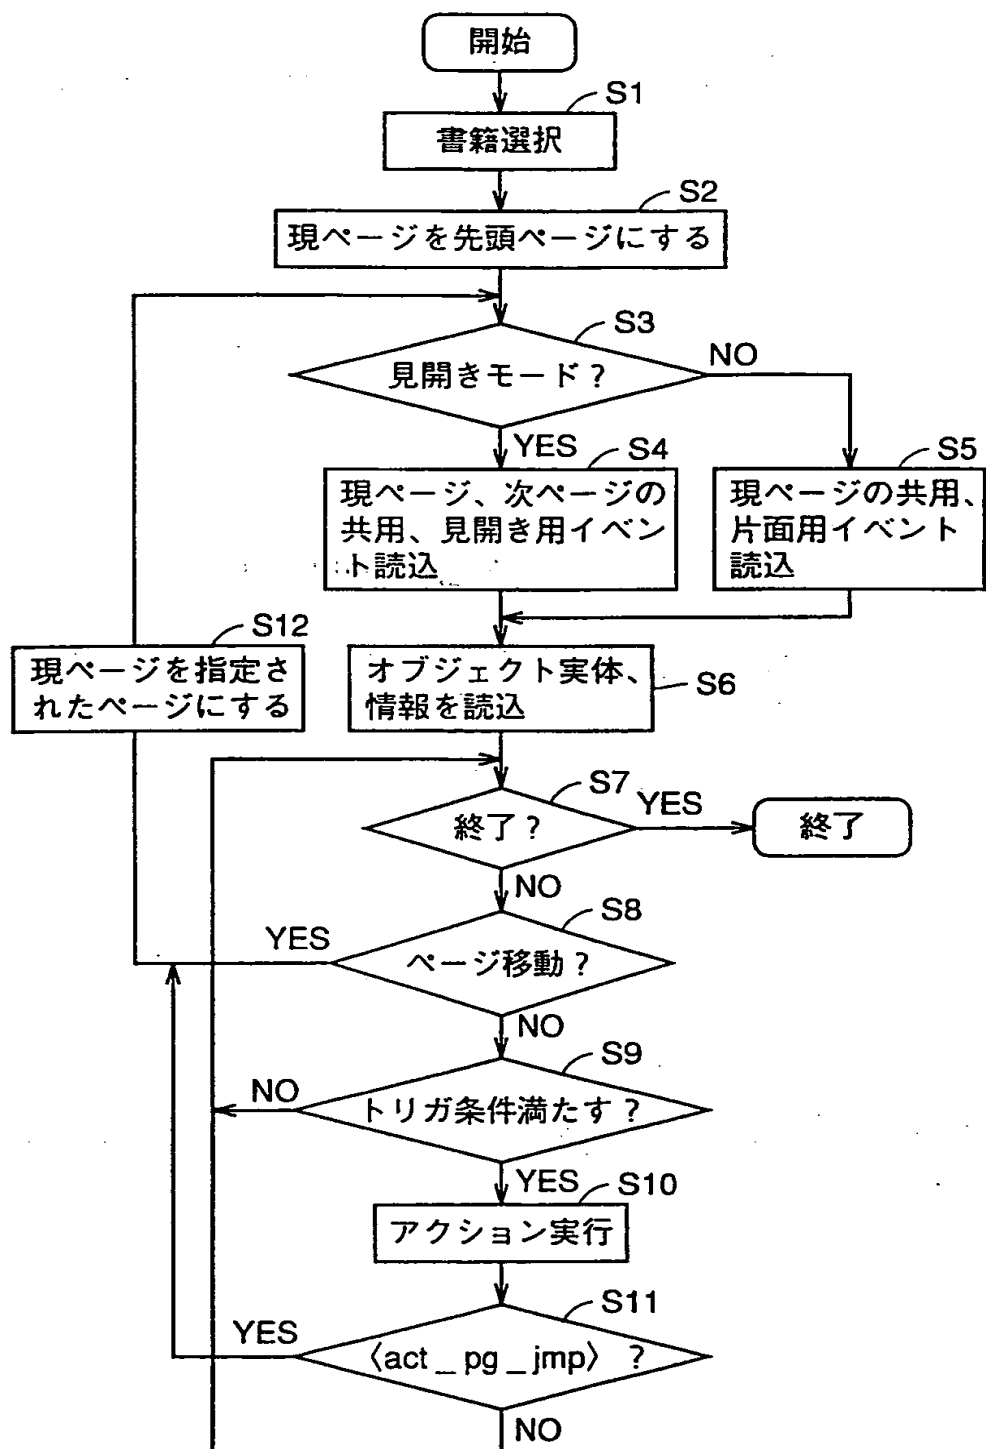 開始
S1
書籍選択
S2
現ページを先頭ページにする
S3
見開きモード?
NO
YES
S4
現ページ、次ページの
共用、見開き用イベン
ト読込
S5
現ページの共用、
片面用イベント
読込
S12
現ページを指定さ
れたページにする
オブジェクト実体、
情報を読込
S6
S7
終了?
YES
終了
NO
S8
YES
ページ移動?
NO
S9
NO
トリガ条件満たす?
YES
S10
アクション実行
S11
YES
〈act_pg_jmp〉?
NO